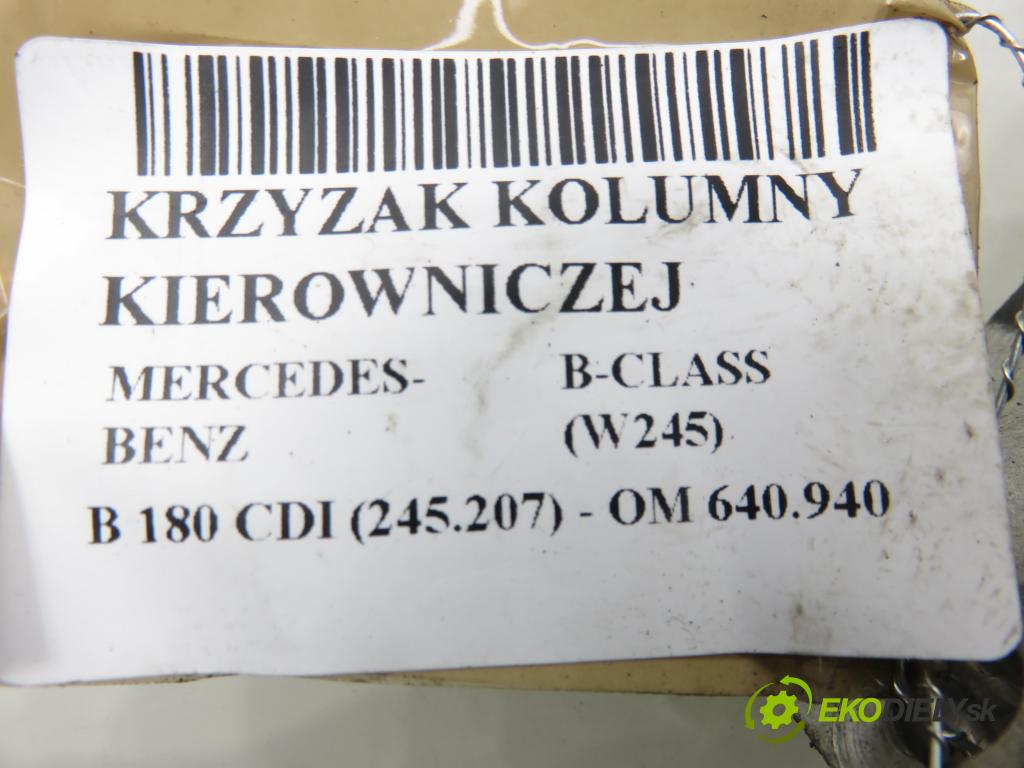 KRZYZAK KOLUMNY
KIEROWNICZEJ
MERCEDES-
BENZ
B-CLASS
(W245)
B 180 CDI (245.207) - OM 640.940
EKODIELY.sk